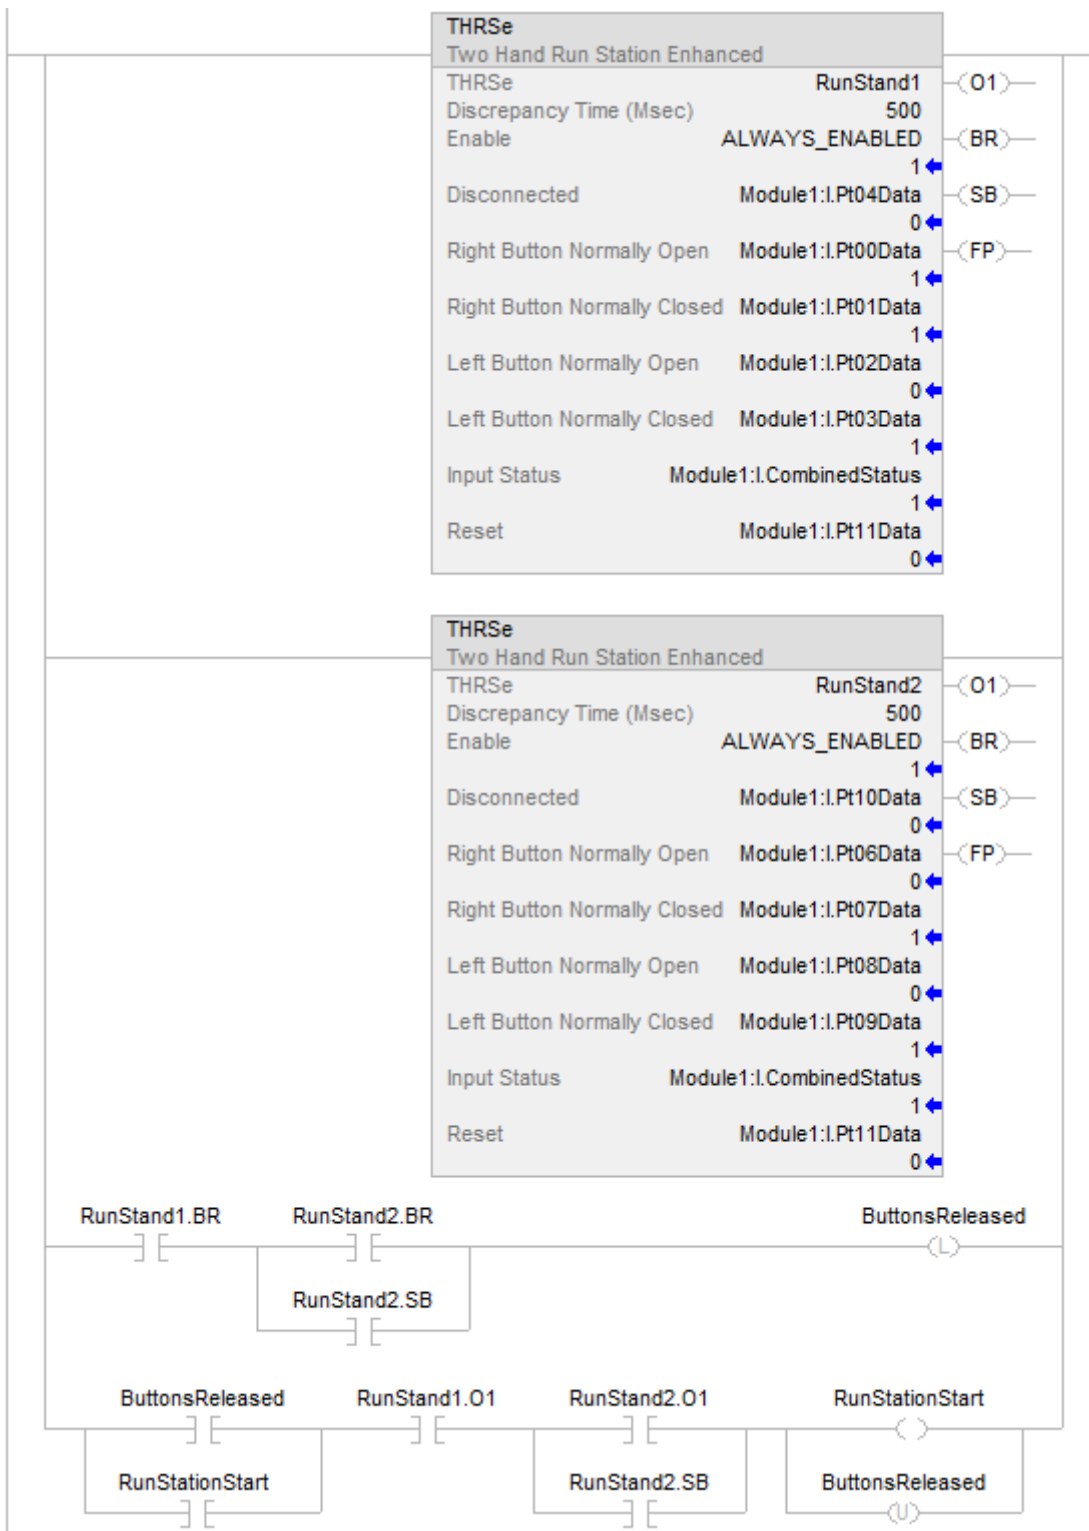 THRSe
Two Hand Run Station Enhanced
THRSe RunStand1 O1
Discrepancy Time (Msec) 500
Enable ALWAYS_ENABLED BR
1
Disconnected Module1:I.Pt04Data SB
0
Right Button Normally Open Module1:I.Pt00Data FP
1
Right Button Normally Closed Module1:I.Pt01Data
1
Left Button Normally Open Module1:I.Pt02Data
0
Left Button Normally Closed Module1:I.Pt03Data
1
Input Status Module1:I.CombinedStatus
1
Reset Module1:I.Pt11Data
0
THRSe
Two Hand Run Station Enhanced
THRSe RunStand2 O1
Discrepancy Time (Msec) 500
Enable ALWAYS_ENABLED BR
1
Disconnected Module1:I.Pt10Data SB
0
Right Button Normally Open Module1:I.Pt06Data FP
0
Right Button Normally Closed Module1:I.Pt07Data
1
Left Button Normally Open Module1:I.Pt08Data
0
Left Button Normally Closed Module1:I.Pt09Data
1
Input Status Module1:I.CombinedStatus
1
Reset Module1:I.Pt11Data
0
RunStand1.BR RunStand2.BR ButtonsReleased
L
RunStand2.SB
ButtonsReleased RunStand1.O1 RunStand2.O1 RunStationStart
RunStationStart RunStand2.SB ButtonsReleased
U